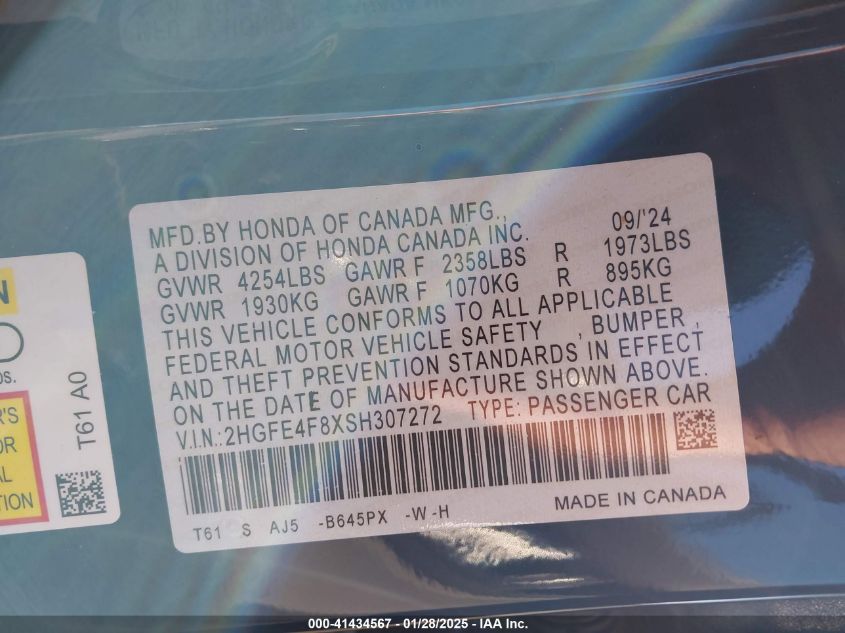 MFD.BY HONDA OF CANADA MFG., 09/'24
A DIVISION OF HONDA CANADA INC.
GVWR 4254LBS GAWR F 2358LBS R 1973LBS
GVWR 1930KG GAWR F 1070KG R 895KG
THIS VEHICLE CONFORMS TO ALL APPLICABLE
FEDERAL MOTOR VEHICLE SAFETY , BUMPER ,
AND THEFT PREVENTION STANDARDS IN EFFECT
ON THE DATE OF MANUFACTURE SHOWN ABOVE.
V.I.N.:2HGFE4F8XSH307272 TYPE: PASSENGER CAR
T61 S AJ5 -B645PX -W-H MADE IN CANADA
T61 A0
000-41434567 | 01/28/2025 | IAA Inc.